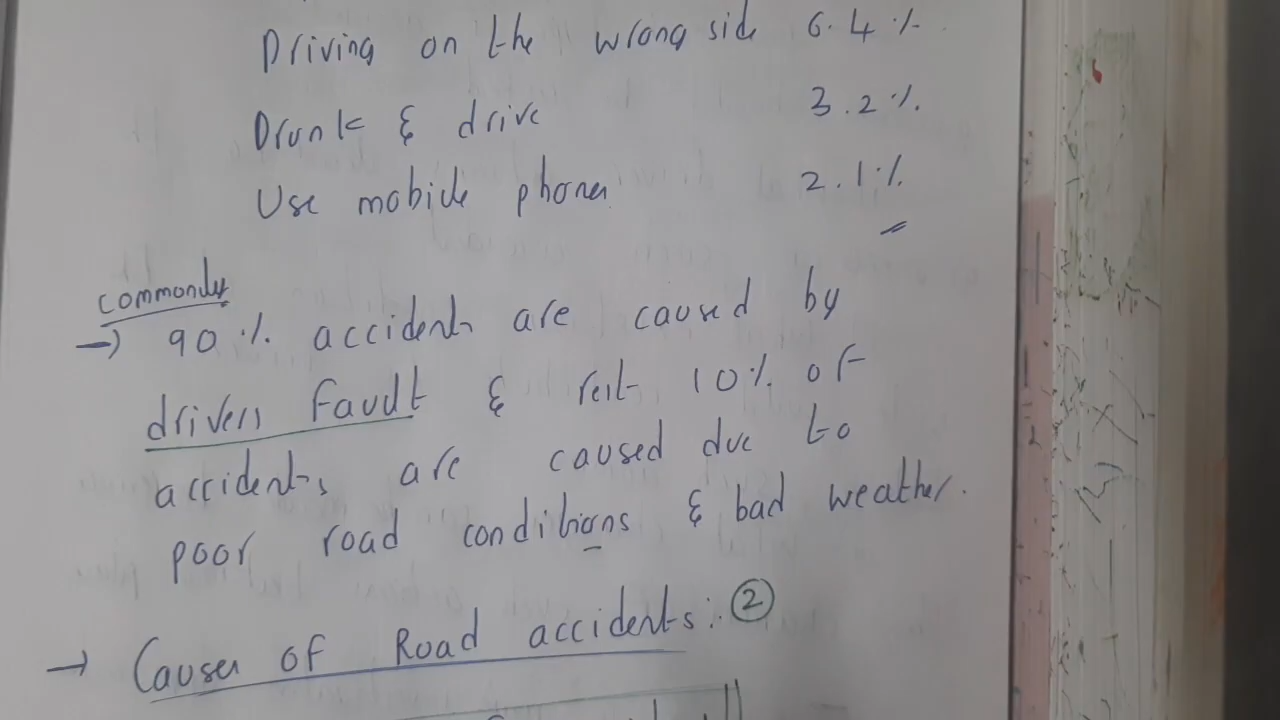 Driving on the wrong side 6.4%
Drunk & drive 3.2%
Use mobile phones 2.1%
commonly
→ 90% accidents are caused by
drivers fault & rest 10% of
accidents are caused due to
poor road conditions & bad weather.
→ Causes of Road accidents: ②